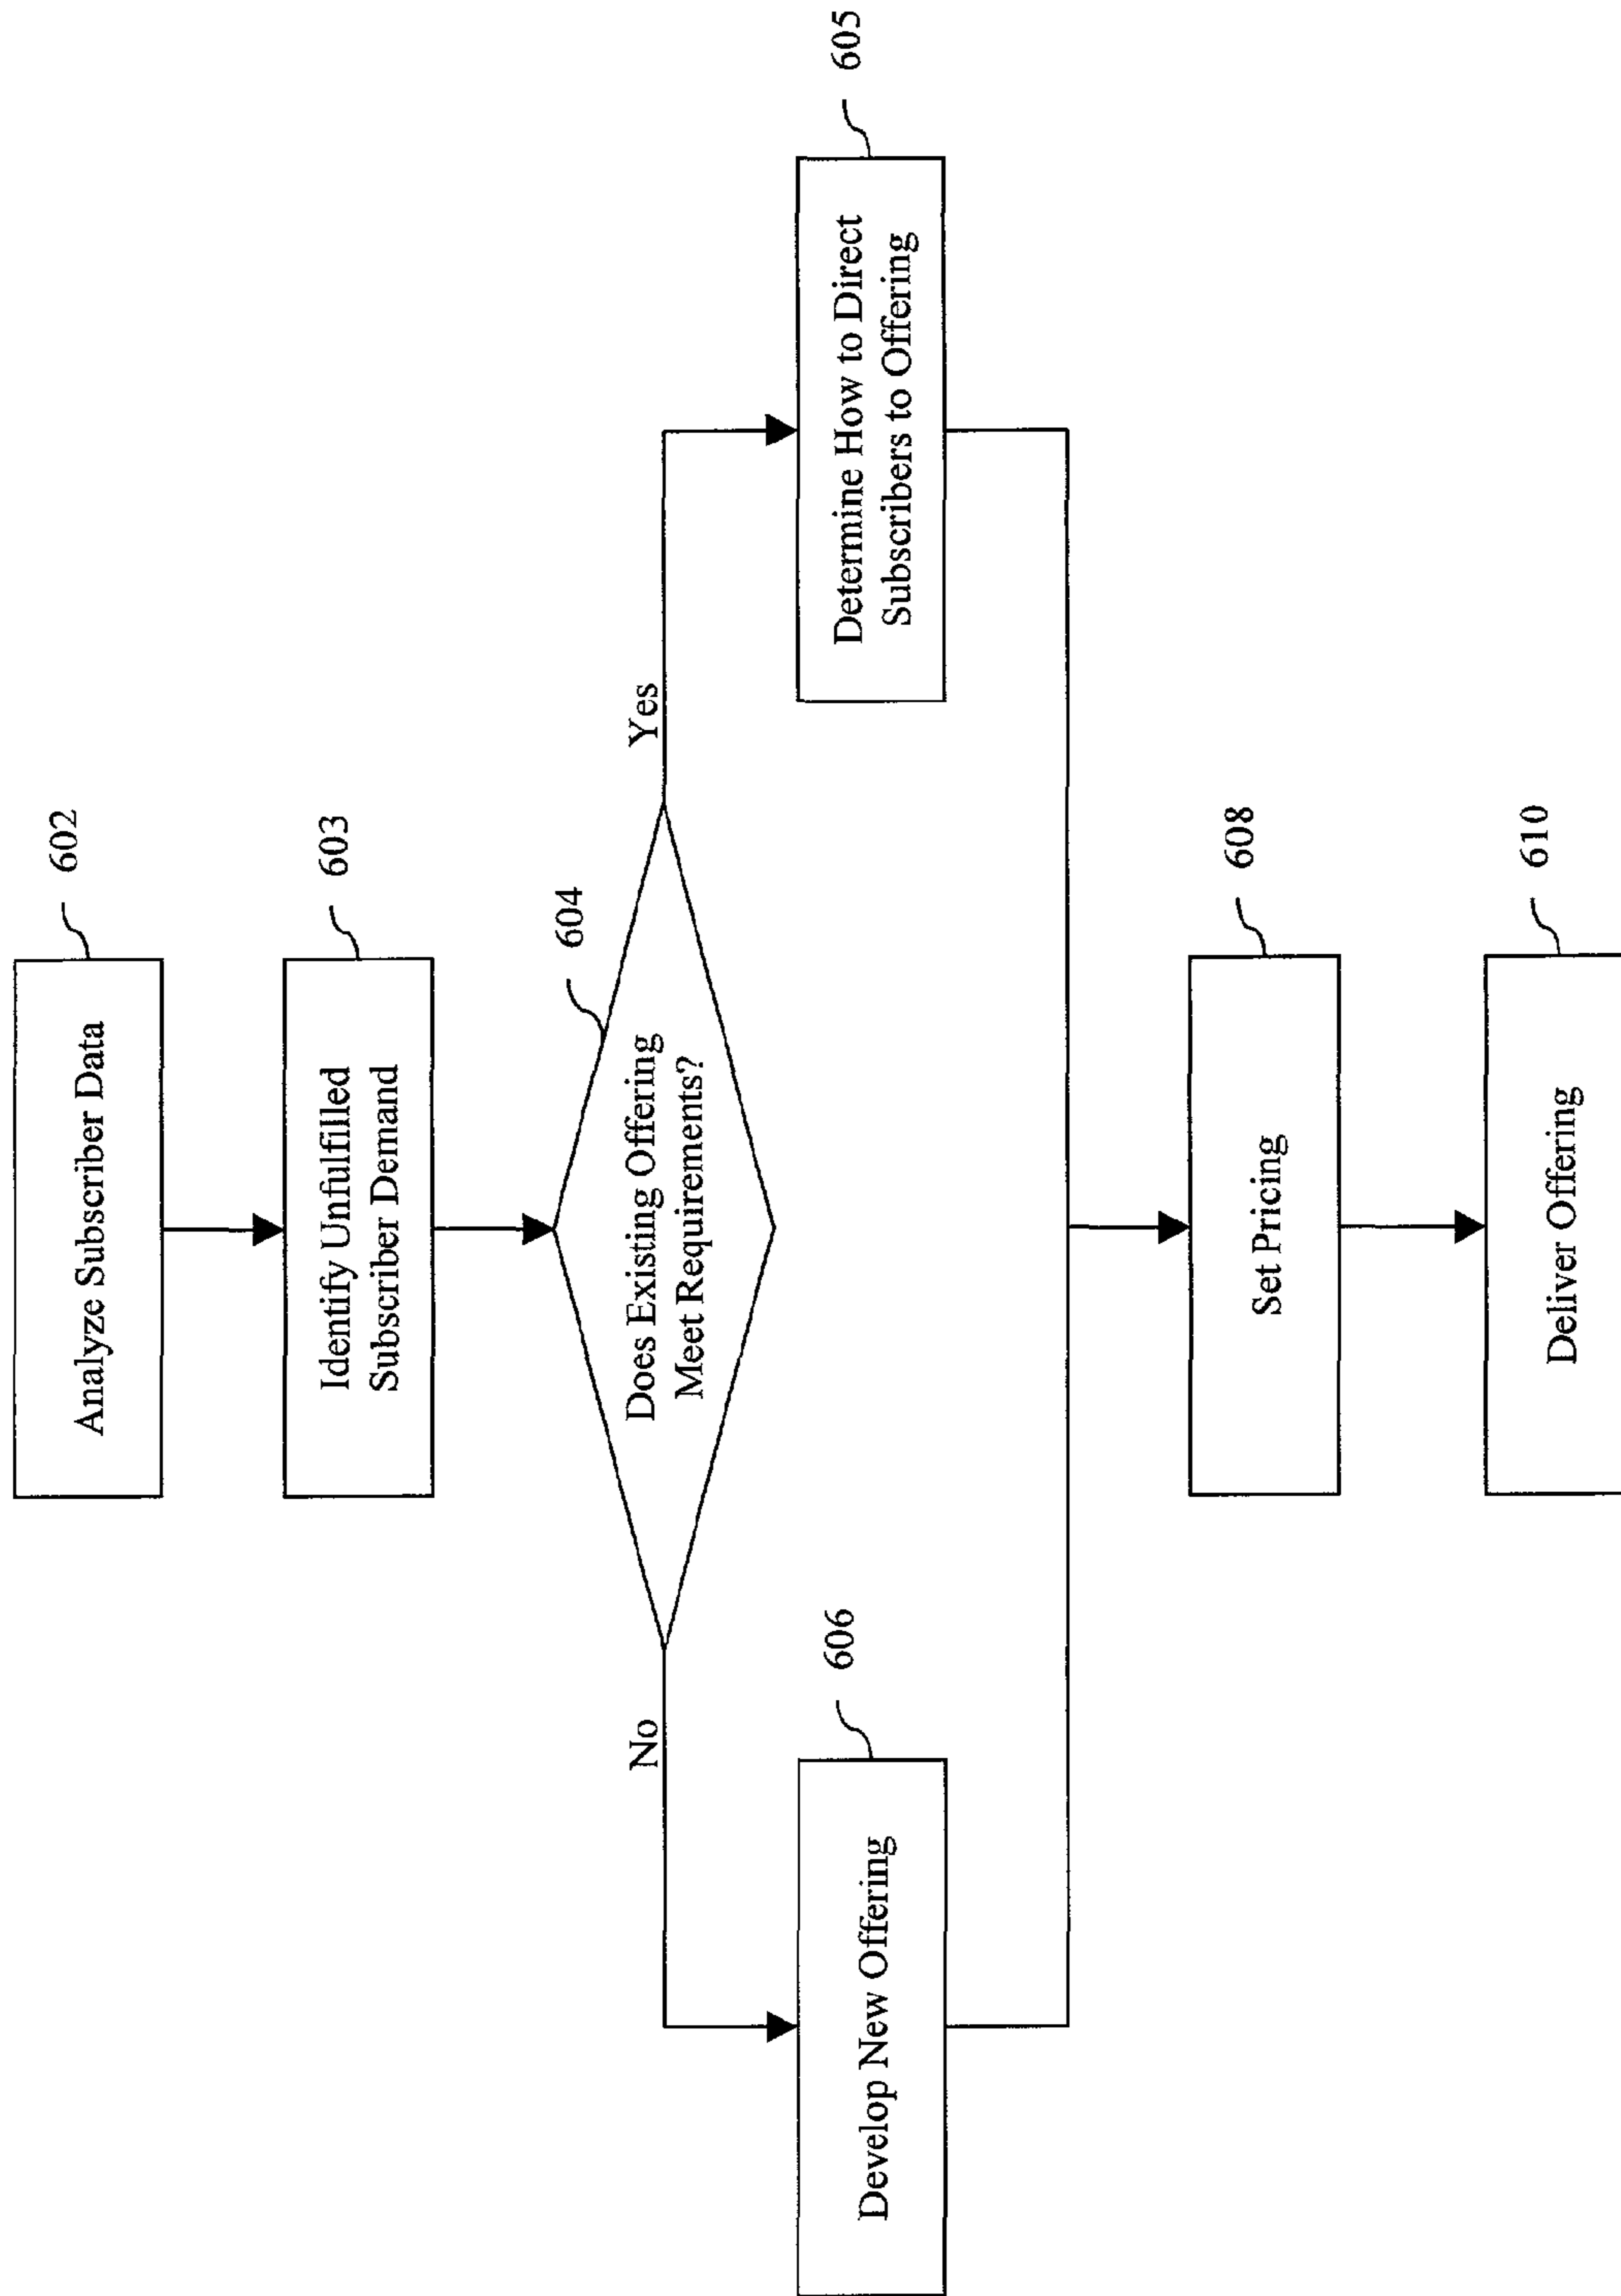 602
Analyze Subscriber Data
603
Identify Unfulfilled
Subscriber Demand
604
Does Existing Offering
Meet Requirements?
No
Yes
606
Develop New Offering
605
Determine How to Direct
Subscribers to Offering
608
Set Pricing
610
Deliver Offering